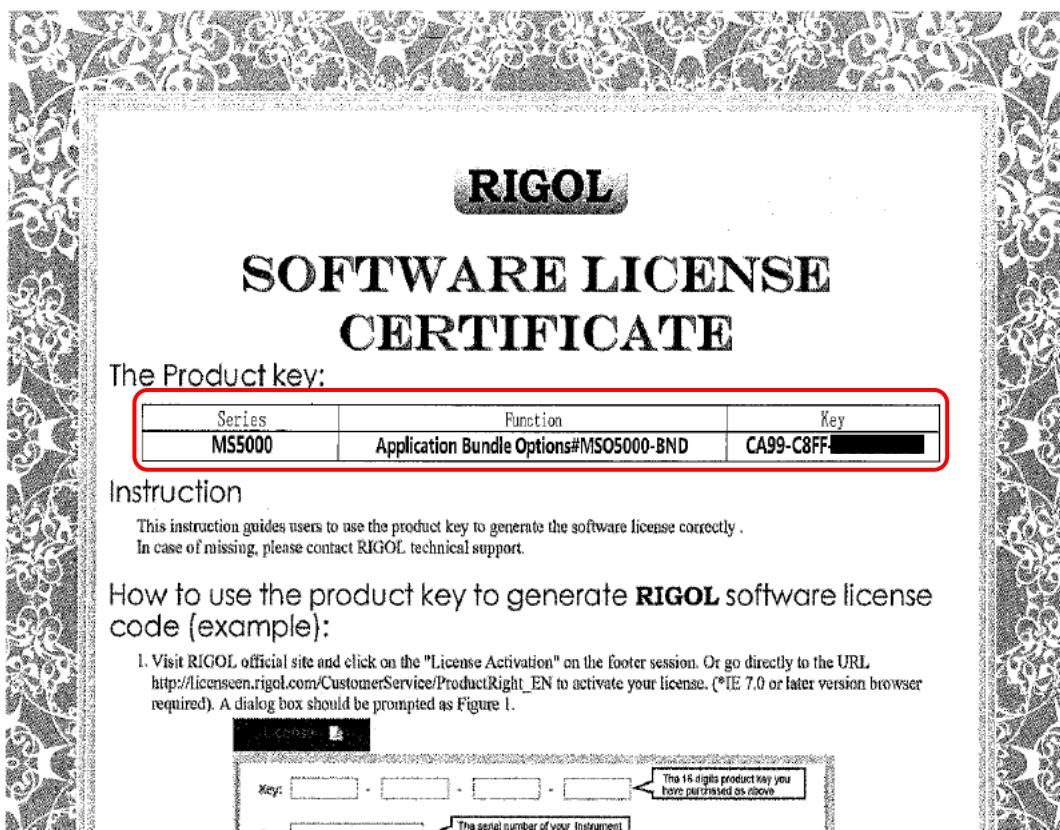 RIGOL
SOFTWARE LICENSE
CERTIFICATE
The Product key:
Series Function Key
MS5000 Application Bundle Options#MSO5000-BND CA99-C8FF-
Instruction
This instruction guides users to use the product key to generate the software license correctly .
In case of missing, please contact RIGOL technical support.
How to use the product key to generate RIGOL software license
code (example):
1. Visit RIGOL official site and click on the "License Activation" on the footer session. Or go directly to the URL
http://licenseen.rigol.com/CustomerService/ProductRight_EN to activate your license. (*IE 7.0 or later version browser
required). A dialog box should be prompted as Figure 1.
License
Key: - - -
The 16 digits product key you
have purchased as above
The serial number of your Instrument